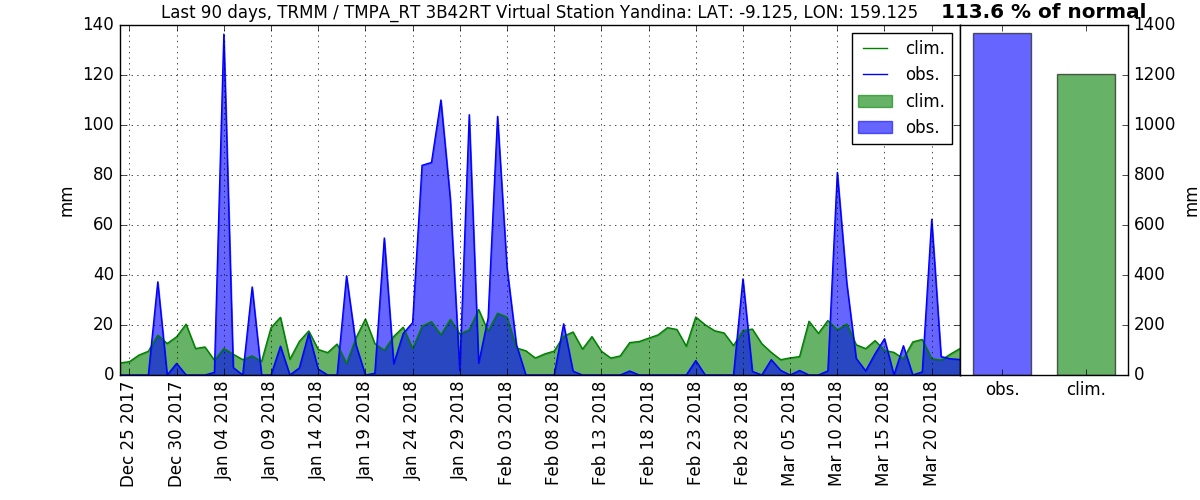 Last 90 days, TRMM / TMPA_RT 3B42RT Virtual Station Yandina: LAT: -9.125, LON: 159.125
113.6 % of normal
mm
140
120
100
80
60
40
20
0
clim.
obs.
clim.
obs.
1400
1200
1000
800
600
400
200
0
mm
Dec 25 2017
Dec 30 2017
Jan 04 2018
Jan 09 2018
Jan 14 2018
Jan 19 2018
Jan 24 2018
Jan 29 2018
Feb 03 2018
Feb 08 2018
Feb 13 2018
Feb 18 2018
Feb 23 2018
Feb 28 2018
Mar 05 2018
Mar 10 2018
Mar 15 2018
Mar 20 2018
obs.
clim.